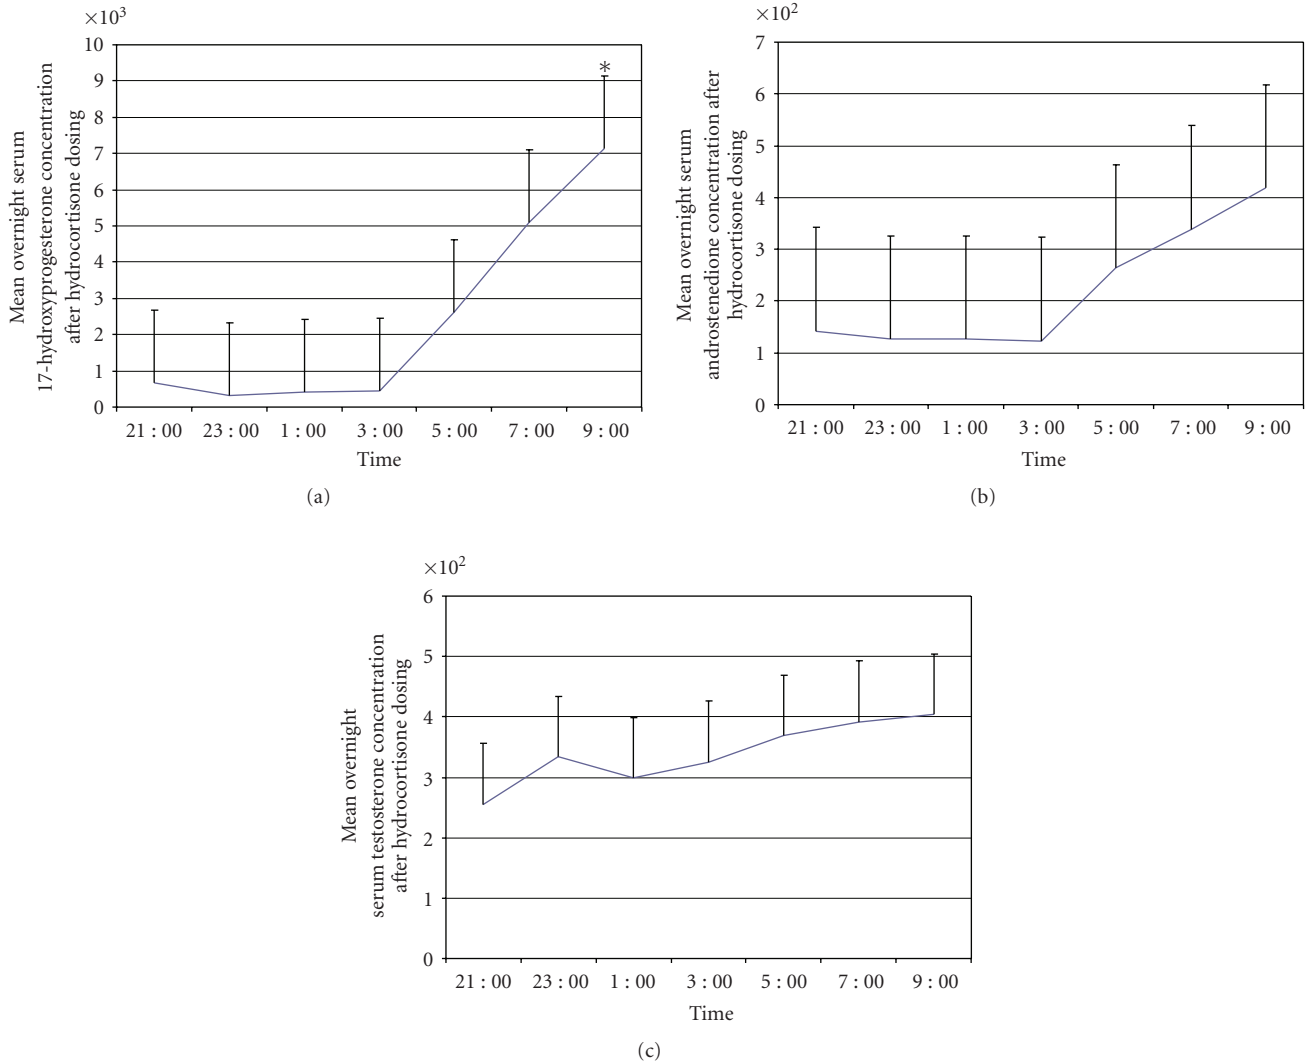 ×10³
10
9
8
7
6
5
4
3
2
1
0
*
Mean overnight serum
17-hydroxyprogesterone concentration
after hydrocortisone dosing
21 : 00 23 : 00 1 : 00 3 : 00 5 : 00 7 : 00 9 : 00
Time
(a)
×10²
7
6
5
4
3
2
1
0
Mean overnight serum
androstenedione concentration after
hydrocortisone dosing
21 : 00 23 : 00 1 : 00 3 : 00 5 : 00 7 : 00 9 : 00
Time
(b)
×10²
6
5
4
3
2
1
0
Mean overnight
serum testosterone concentration
after hydrocortisone dosing
21 : 00 23 : 00 1 : 00 3 : 00 5 : 00 7 : 00 9 : 00
Time
(c)